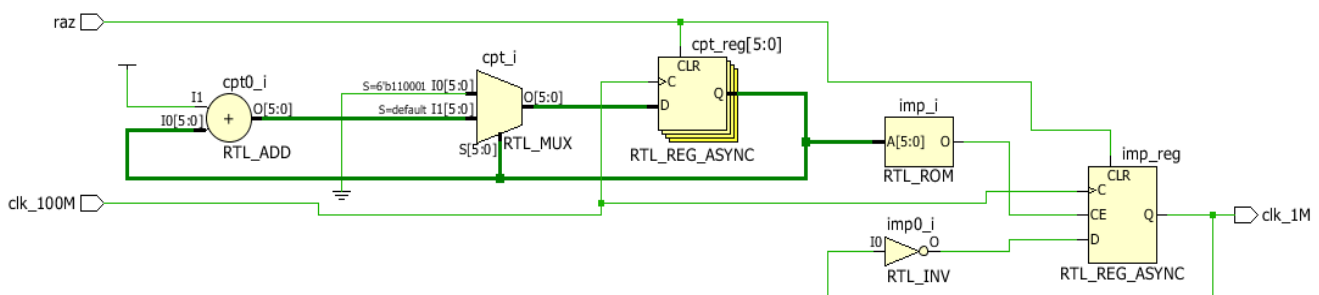 raz
cpt0_i
I1
I0[5:0]
+
O[5:0]
RTL_ADD
cpt_i
S=6'b110001 I0[5:0]
S=default I1[5:0]
S[5:0]
O[5:0]
RTL_MUX
cpt_reg[5:0]
CLR
C
D
Q
RTL_REG_ASYNC
imp_i
A[5:0]
O
RTL_ROM
imp_reg
CLR
C
CE
D
Q
RTL_REG_ASYNC
clk_100M
imp0_i
I0
O
RTL_INV
clk_1M